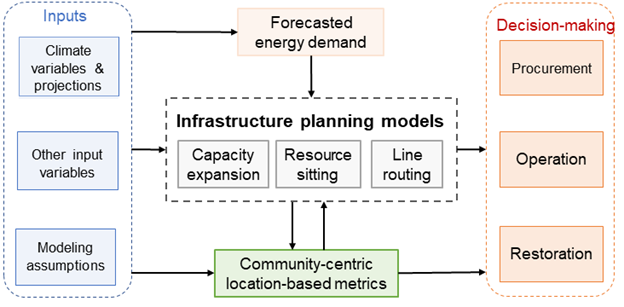 Inputs
Climate
variables &
projections
Other input
variables
Modeling
assumptions
Forecasted
energy demand
Infrastructure planning models
Capacity
expansion
Resource
sitting
Line
routing
Community-centric
location-based metrics
Decision-making
Procurement
Operation
Restoration